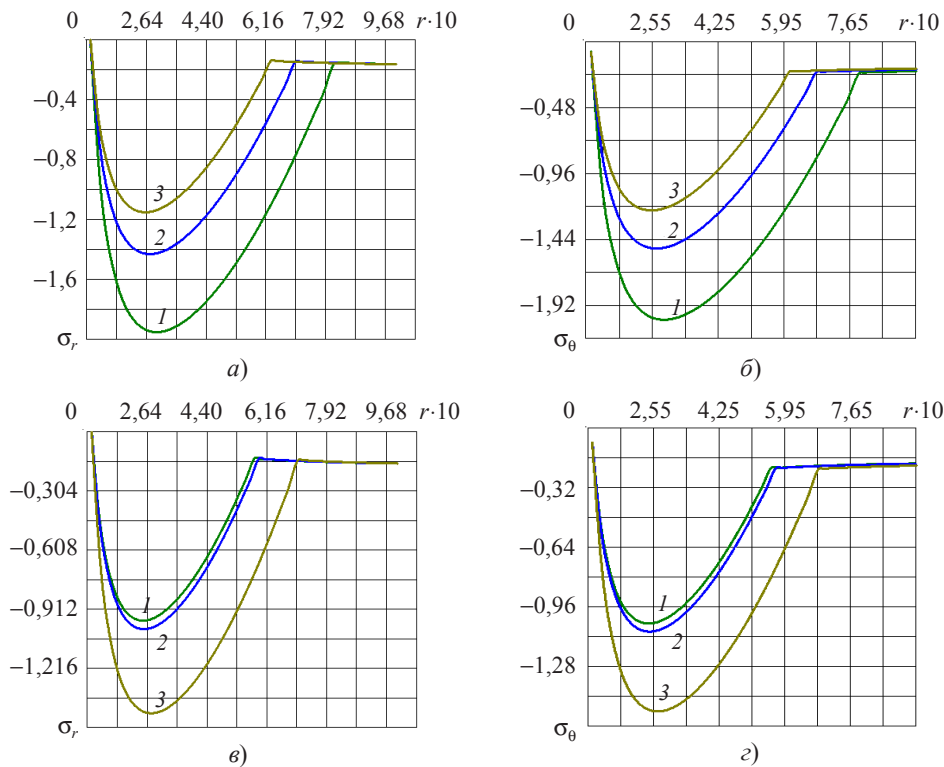 0 2,64 4,40 6,16 7,92 9,68 r·10
–0,4
–0,8
–1,2
–1,6
σr
3
2
1
а)
0 2,55 4,25 5,95 7,65 r·10
–0,48
–0,96
–1,44
–1,92
σθ
3
2
1
б)
0 2,64 4,40 6,16 7,92 9,68 r·10
–0,304
–0,608
–0,912
–1,216
σr
1
2
3
в)
0 2,55 4,25 5,95 7,65 r·10
–0,32
–0,64
–0,96
–1,28
σθ
1
2
3
г)